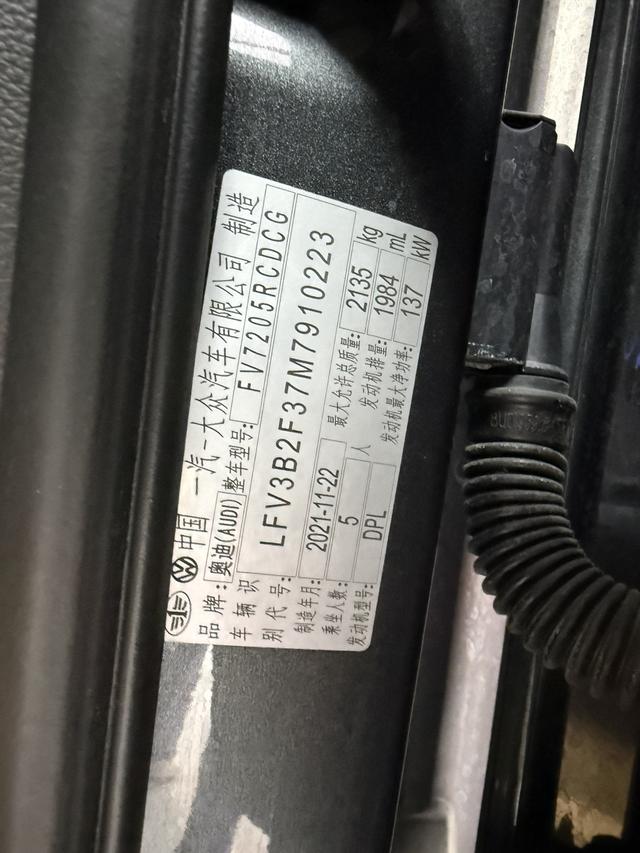 中国 一汽-大众汽车有限公司 制造
品牌: 奥迪(AUDI) 整车型号: FV7205RCDCG
车辆识别代号: LFV3B2F37M7910223
制造年月: 2021-11-22 最大允许总质量: 2135 kg
乘坐人数: 5 人 发动机排量: 1984 mL
发动机型号: DPL 发动机最大净功率: 137 kW